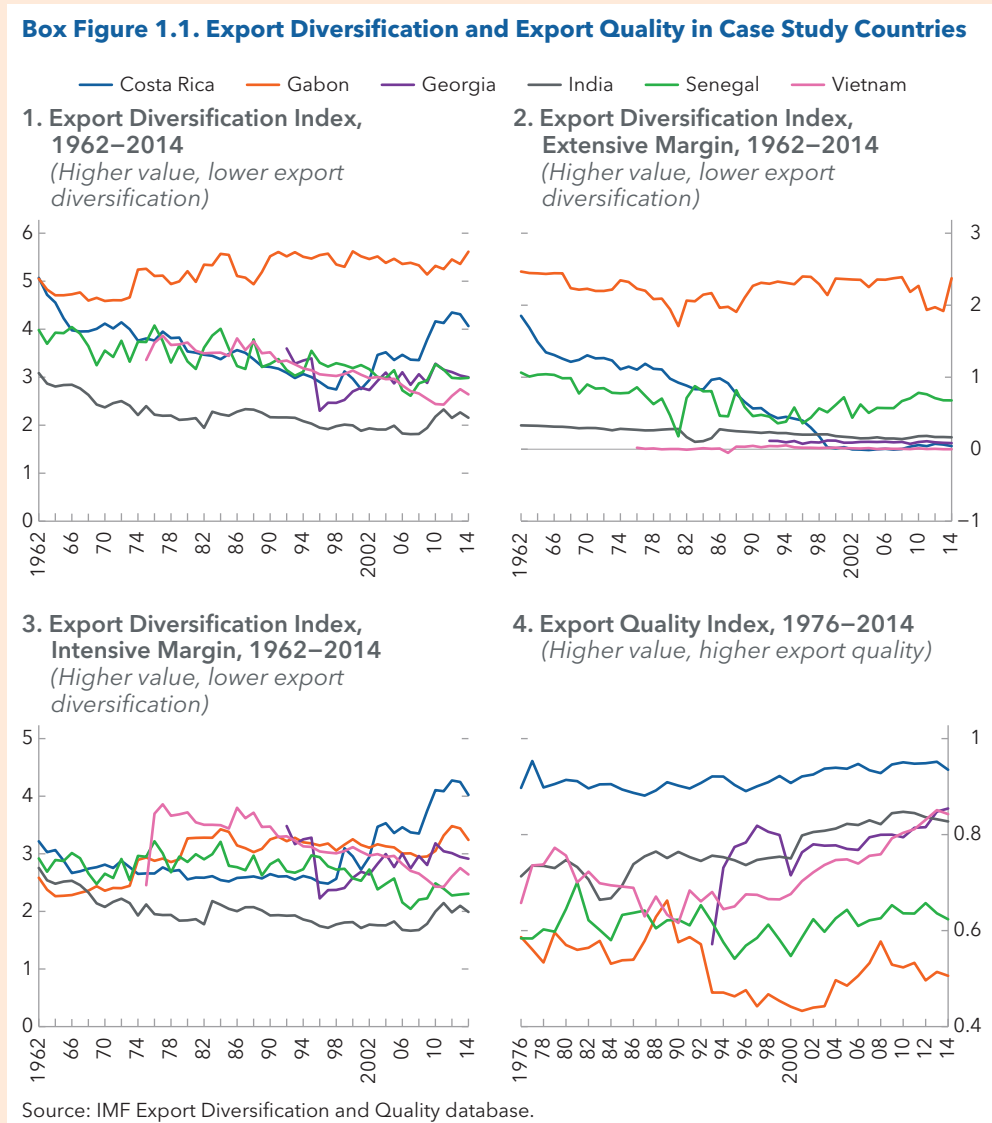 Box Figure 1.1. Export Diversification and Export Quality in Case Study Countries
Costa Rica Gabon Georgia India Senegal Vietnam
1. Export Diversification Index,
1962–2014
(Higher value, lower export
diversification)
6
5
4
3
2
1
0
1962 66 70 74 78 82 86 90 94 98 2002 06 10 14
2. Export Diversification Index,
Extensive Margin, 1962–2014
(Higher value, lower export
diversification)
3
2
1
0
–1
1962 66 70 74 78 82 86 90 94 98 2002 06 10 14
3. Export Diversification Index,
Intensive Margin, 1962–2014
(Higher value, lower export
diversification)
5
4
3
2
1
0
1962 66 70 74 78 82 86 90 94 98 2002 06 10 14
4. Export Quality Index, 1976–2014
(Higher value, higher export quality)
1
0.8
0.6
0.4
1976 78 80 82 84 86 88 90 92 94 96 98 2000 02 04 06 08 10 12 14
Source: IMF Export Diversification and Quality database.